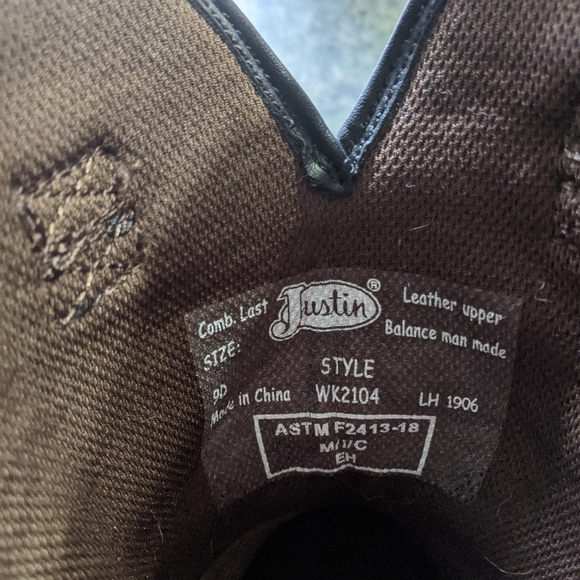 Comb. Last
Justin®
Leather upper
Balance man made
SIZE:
9D
STYLE
WK2104
Made in China
LH 1906
ASTM F2413-18
M/I/C
EH